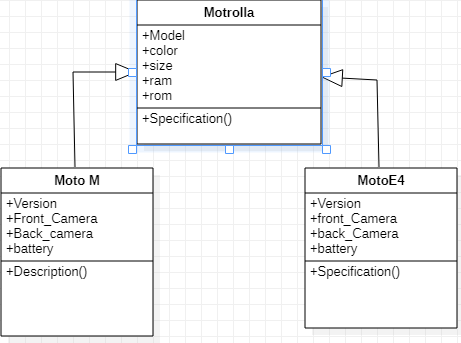 Motrolla
+Model
+color
+size
+ram
+rom
+Specification()
Moto M
+Version
+Front_Camera
+Back_camera
+battery
+Description()
MotoE4
+Version
+front_Camera
+back_Camera
+battery
+Specification()